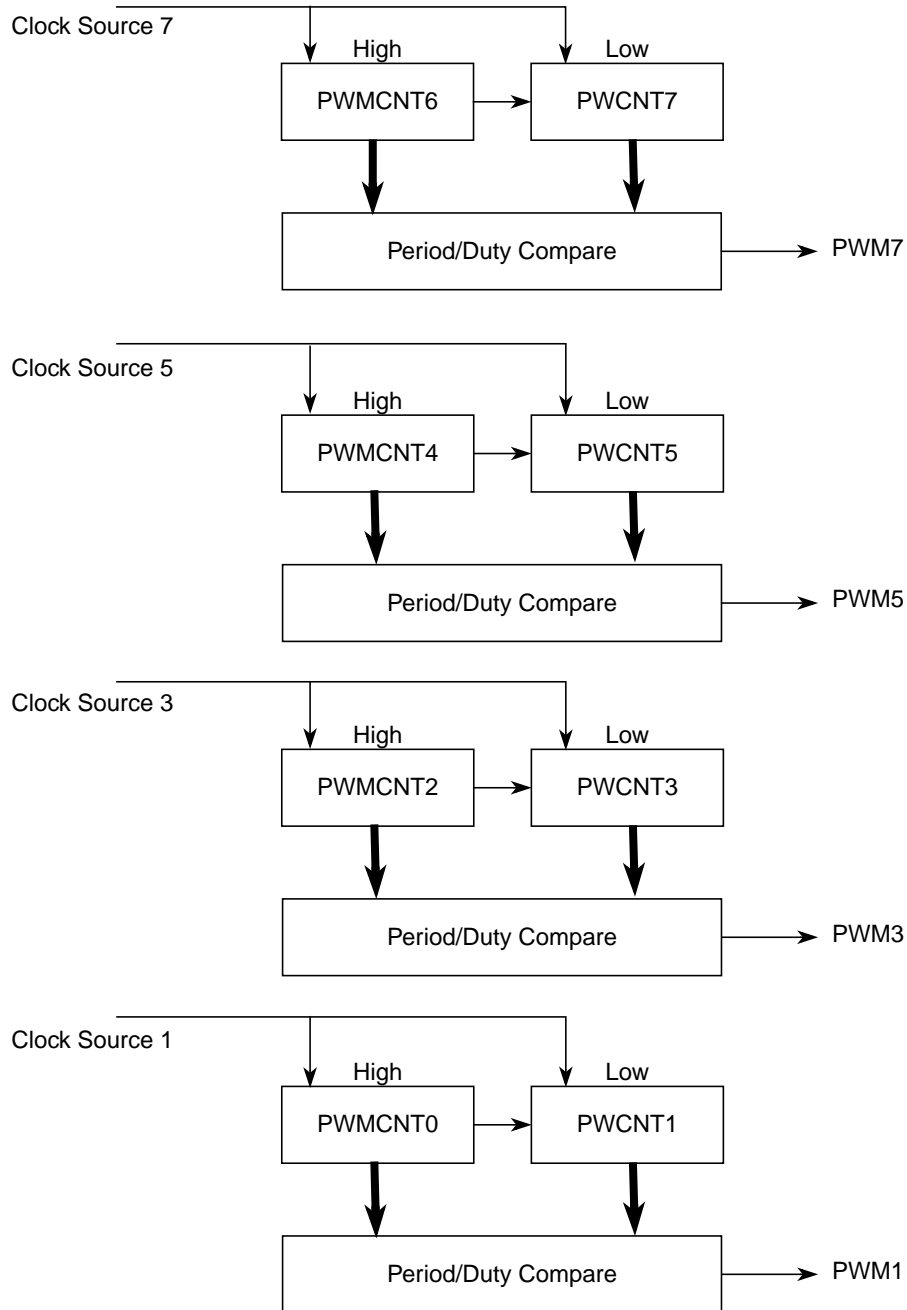 Clock Source 7
High Low
PWMCNT6 PWCNT7
Period/Duty Compare PWM7
Clock Source 5
High Low
PWMCNT4 PWCNT5
Period/Duty Compare PWM5
Clock Source 3
High Low
PWMCNT2 PWCNT3
Period/Duty Compare PWM3
Clock Source 1
High Low
PWMCNT0 PWCNT1
Period/Duty Compare PWM1